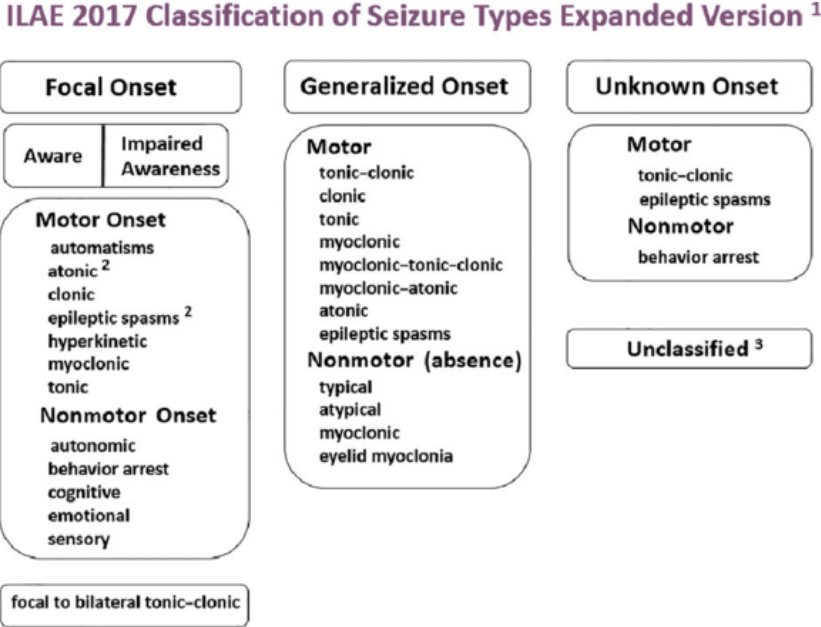 ILAE 2017 Classification of Seizure Types Expanded Version 1
Focal Onset
Aware
Impaired
Awareness
Motor Onset
automatisms
atonic 2
clonic
epileptic spasms 2
hyperkinetic
myoclonic
tonic
Nonmotor Onset
autonomic
behavior arrest
cognitive
emotional
sensory
focal to bilateral tonic–clonic
Generalized Onset
Motor
tonic–clonic
clonic
tonic
myoclonic
myoclonic–tonic–clonic
myoclonic–atonic
atonic
epileptic spasms
Nonmotor (absence)
typical
atypical
myoclonic
eyelid myoclonia
Unknown Onset
Motor
tonic–clonic
epileptic spasms
Nonmotor
behavior arrest
Unclassified 3